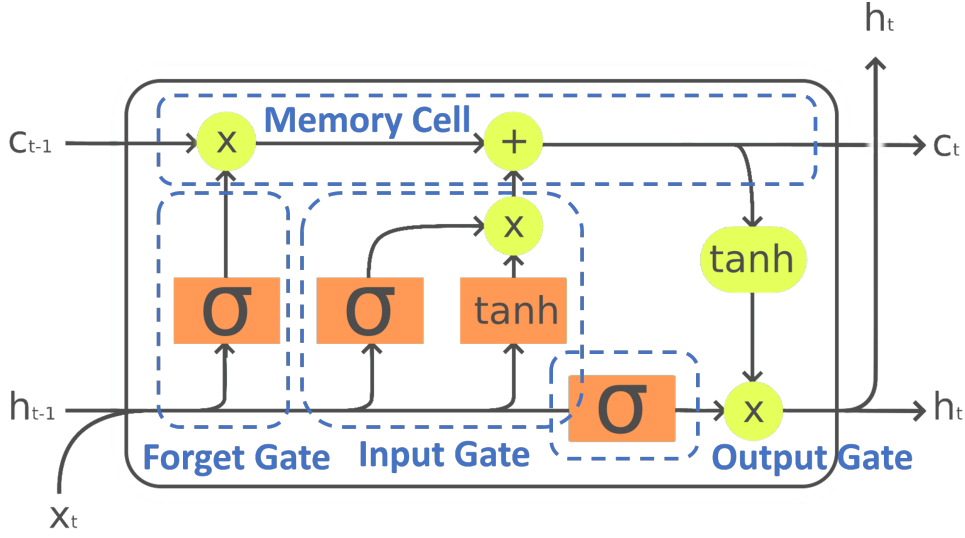 hₜ
Memory Cell
Cₜ₋₁
x
+
Cₜ
x
tanh
σ
σ
tanh
hₜ₋₁
σ
x
hₜ
Forget Gate
Input Gate
Output Gate
xₜ